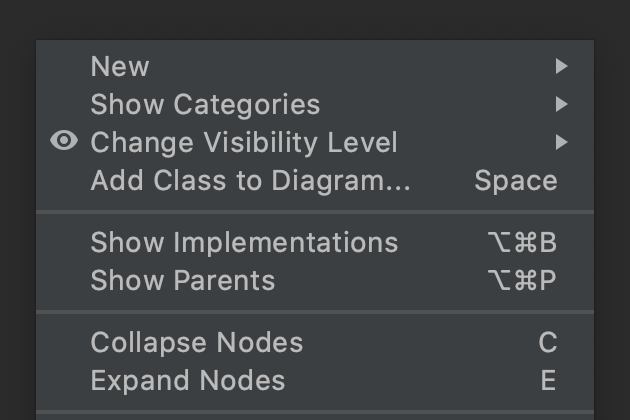 New
Show Categories
Change Visibility Level
Add Class to Diagram... Space
Show Implementations ⌥⌘B
Show Parents ⌥⌘P
Collapse Nodes C
Expand Nodes E